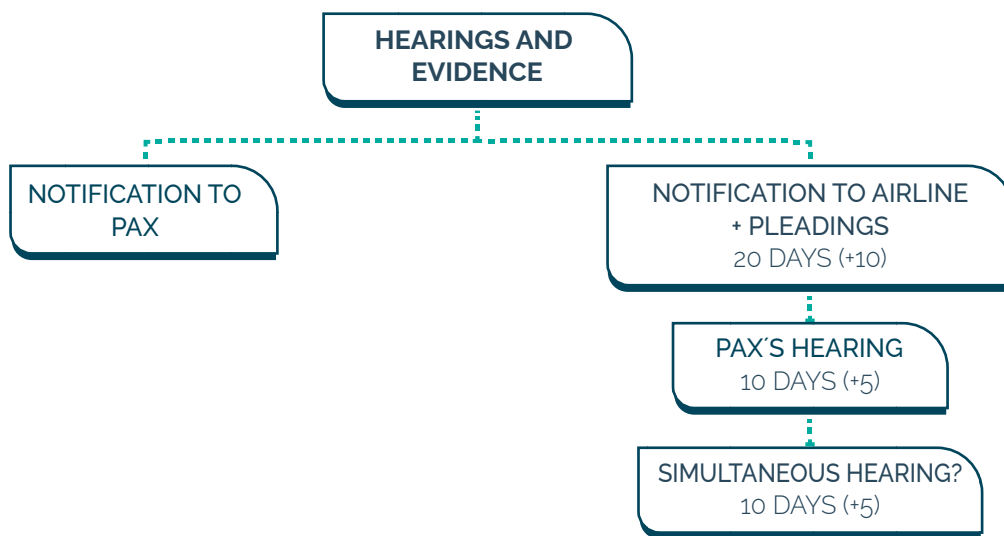 HEARINGS AND
EVIDENCE
NOTIFICATION TO
PAX
NOTIFICATION TO AIRLINE
+ PLEADINGS
20 DAYS (+10)
PAX´S HEARING
10 DAYS (+5)
SIMULTANEOUS HEARING?
10 DAYS (+5)